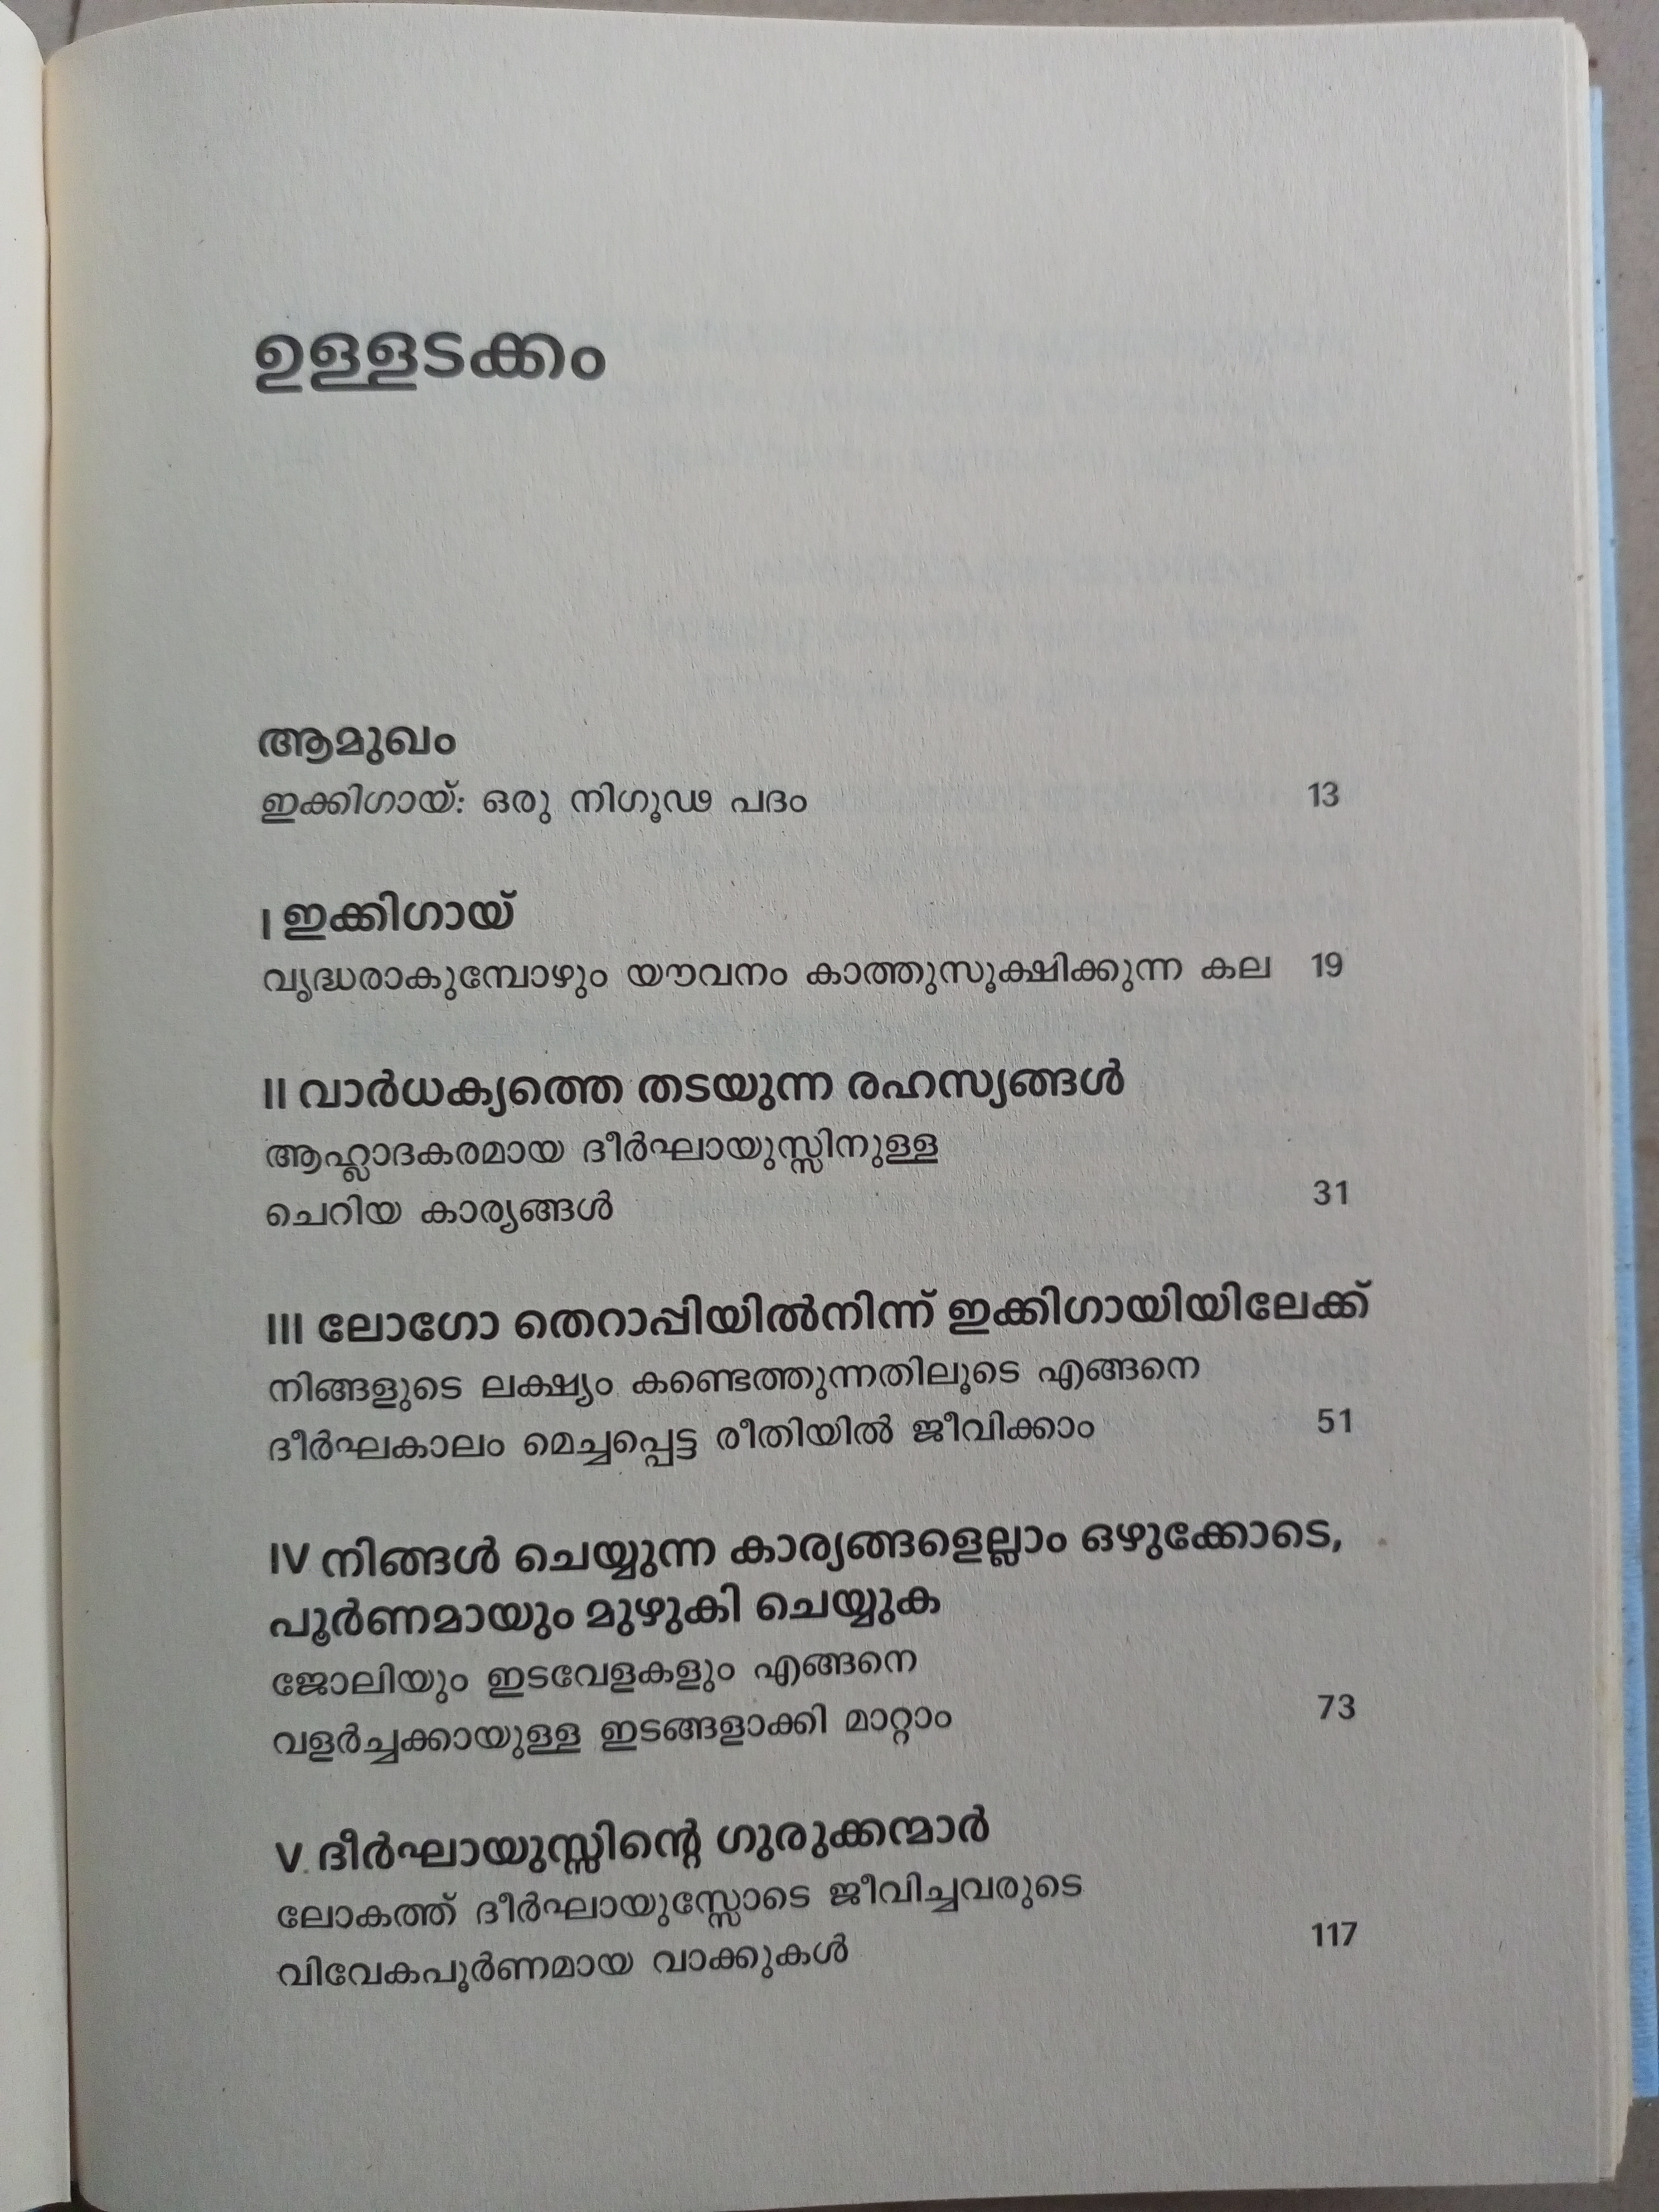 ഉള്ളടക്കം
ആമുഖം
ഇക്കിഗായ്: ഒരു നിഗൂഢ പദം 13
I ഇക്കിഗായ്
വൃദ്ധരാകുമ്പോഴും യൗവനം കാത്തുസൂക്ഷിക്കുന്ന കല 19
II വാർധക്യത്തെ തടയുന്ന രഹസ്യങ്ങൾ
ആഹ്ലാദകരമായ ദീർഘായുസ്സിനുള്ള
ചെറിയ കാര്യങ്ങൾ 31
III ലോഗോ തെറാപ്പിയിൽനിന്ന് ഇക്കിഗായിയിലേക്ക്
നിങ്ങളുടെ ലക്ഷ്യം കണ്ടെത്തുന്നതിലൂടെ എങ്ങനെ
ദീർഘകാലം മെച്ചപ്പെട്ട രീതിയിൽ ജീവിക്കാം 51
IV നിങ്ങൾ ചെയ്യുന്ന കാര്യങ്ങളെല്ലാം ഒഴുക്കോടെ,
പൂർണമായും മുഴുകി ചെയ്യുക
ജോലിയും ഇടവേളകളും എങ്ങനെ
വളർച്ചക്കായുള്ള ഇടങ്ങളാക്കി മാറ്റാം 73
V. ദീർഘായുസ്സിന്റെ ഗുരുക്കന്മാർ
ലോകത്ത് ദീർഘായുസ്സോടെ ജീവിച്ചവരുടെ
വിവേകപൂർണമായ വാക്കുകൾ 117